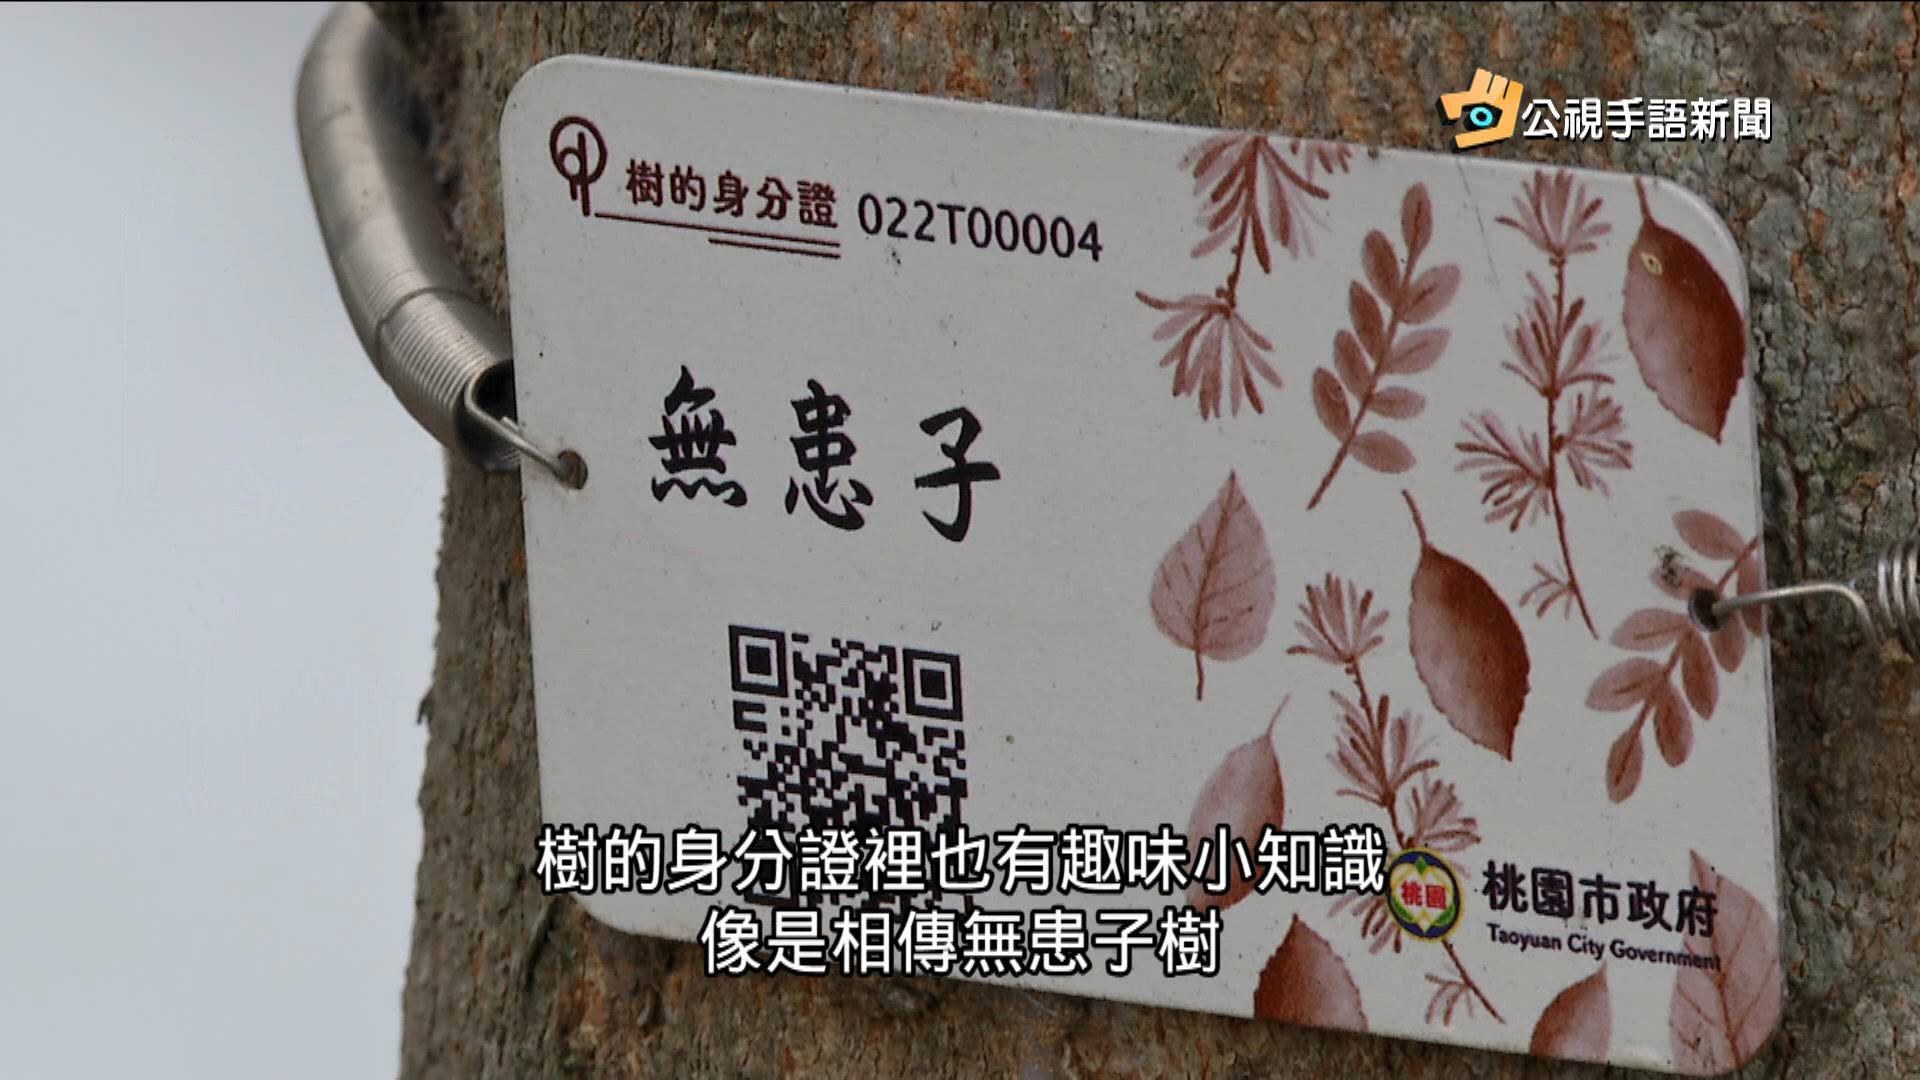 公視手語新聞
樹的身分證 022T00004
無患子
樹的身分證裡也有趣味小知識
像是相傳無患子樹
桃園
桃園市政府
Taoyuan City Government